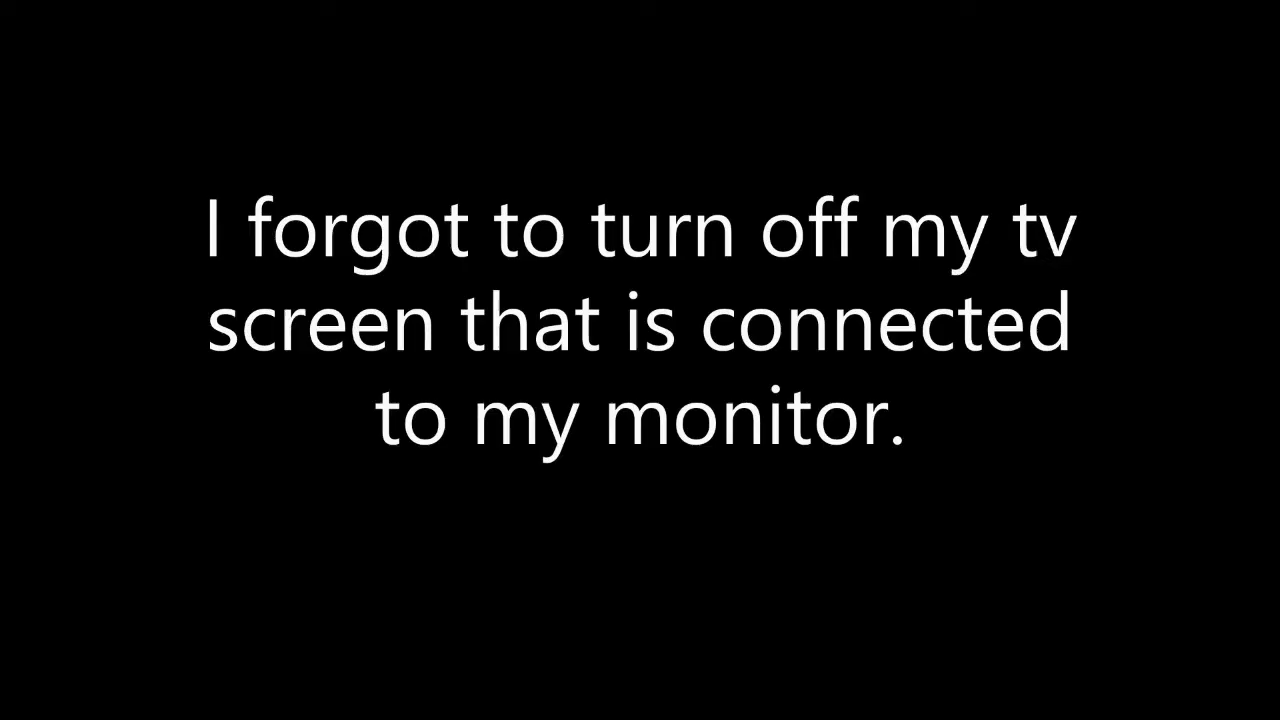 I forgot to turn off my tv
screen that is connected
to my monitor.